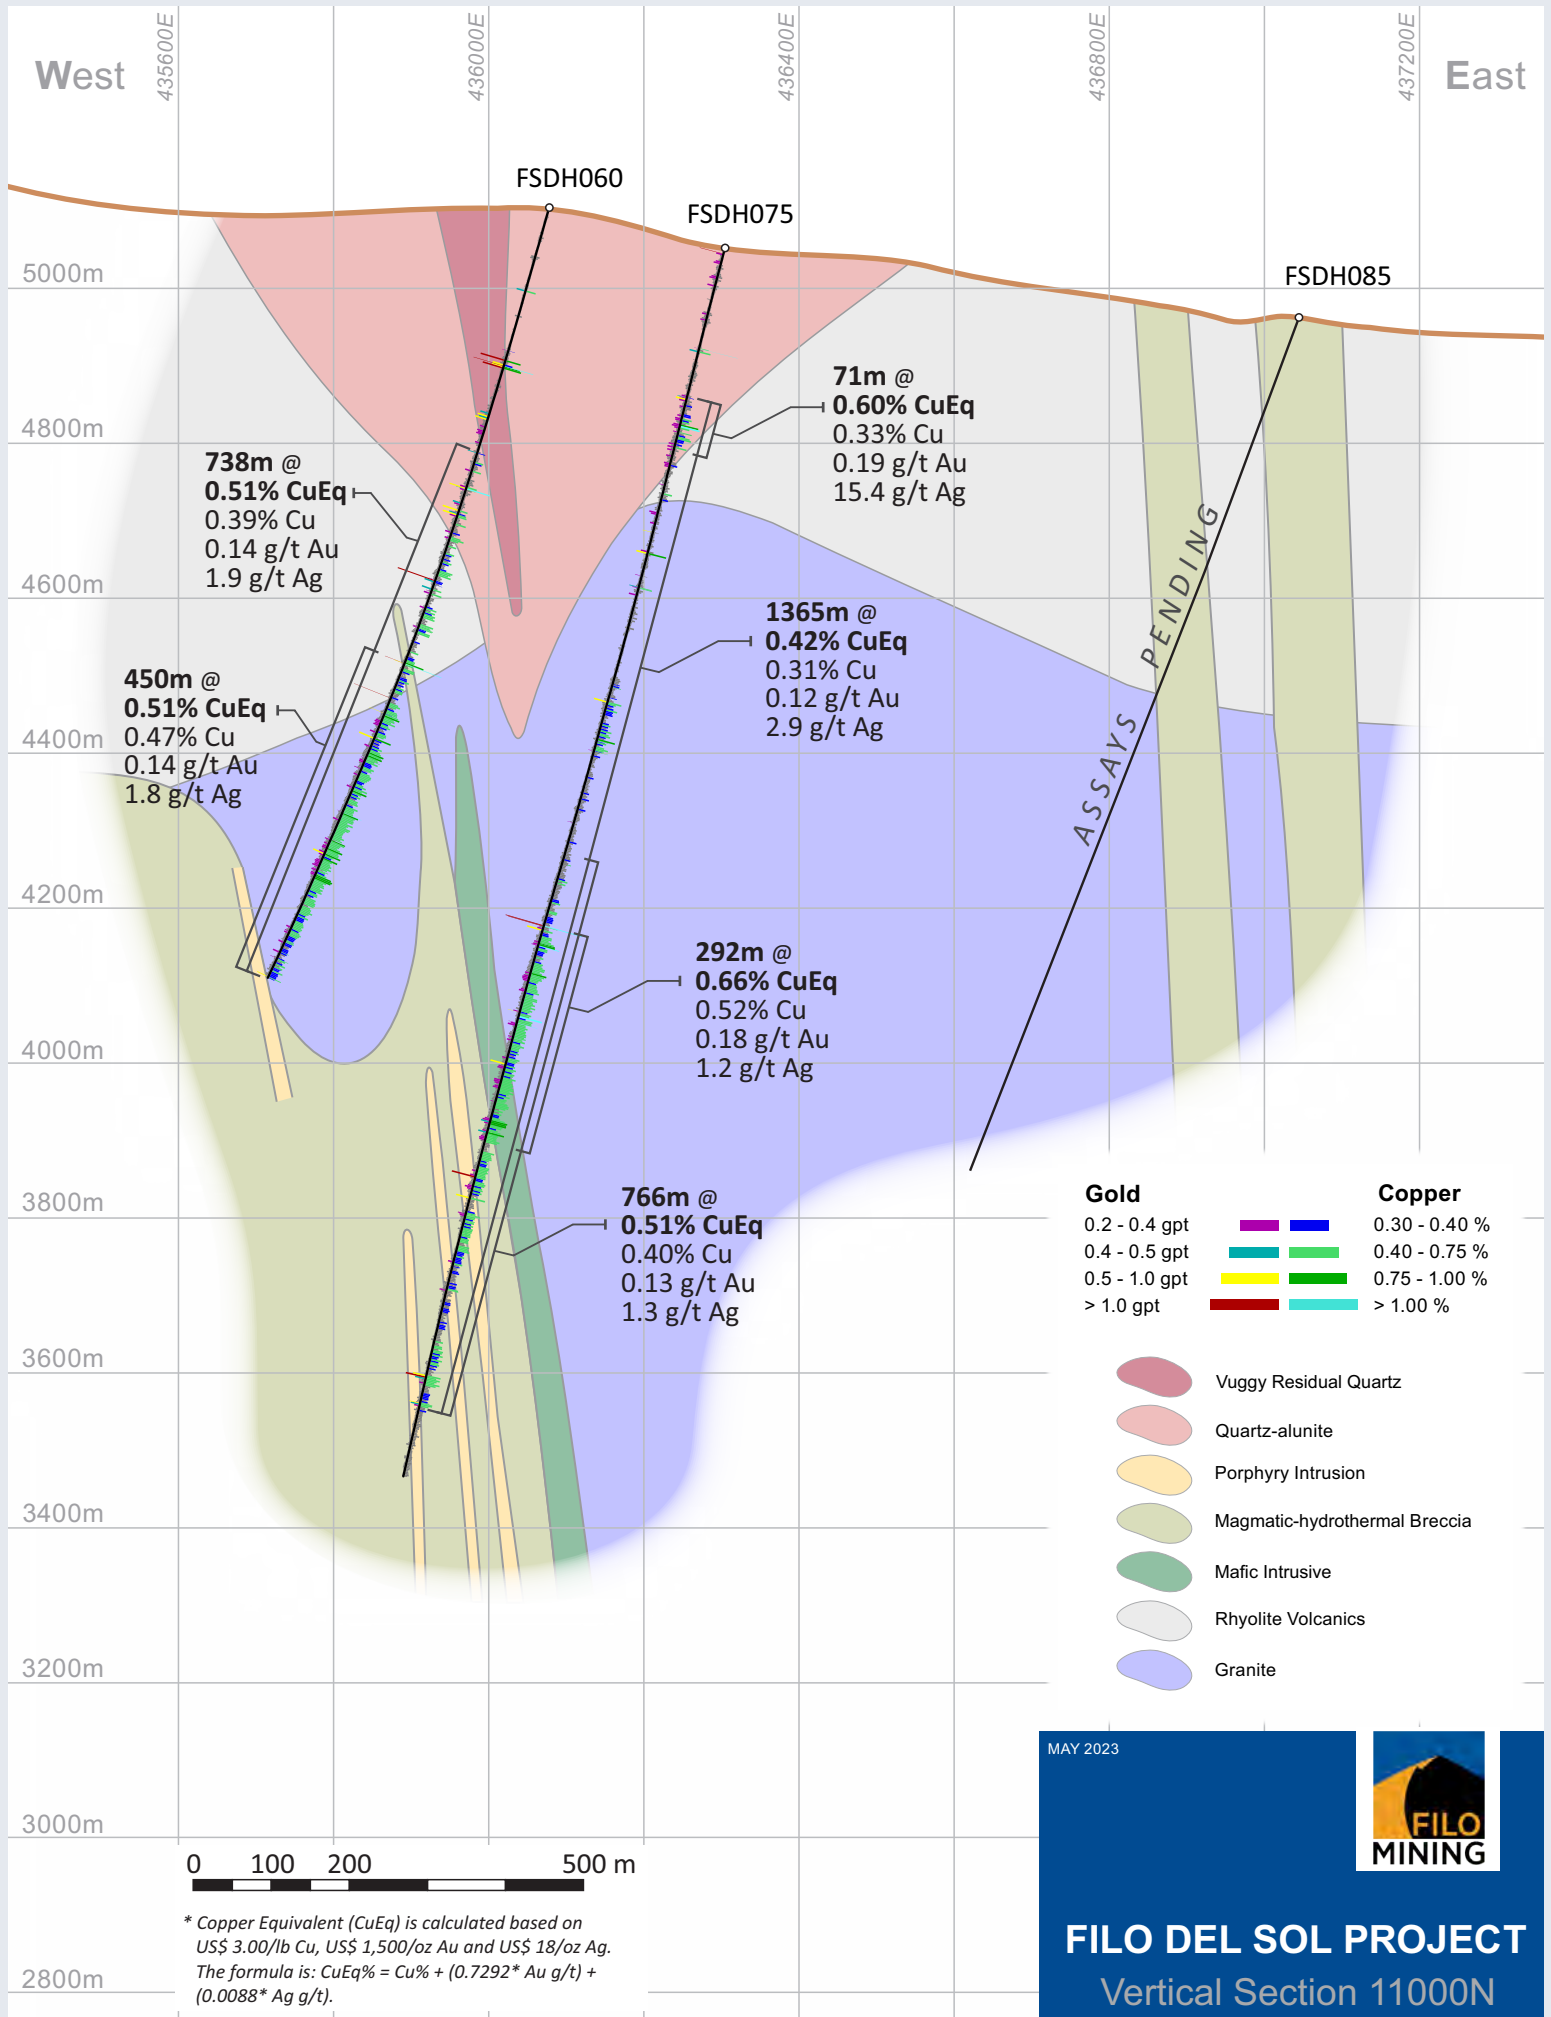 West
435600E
436000E
436400E
436800E
437200E
East
FSDH060
FSDH075
FSDH085
5000m
4800m
4600m
4400m
4200m
4000m
3800m
3600m
3400m
3200m
3000m
2800m
71m @
0.60% CuEq
0.33% Cu
0.19 g/t Au
15.4 g/t Ag
738m @
0.51% CuEq
0.39% Cu
0.14 g/t Au
1.9 g/t Ag
1365m @
0.42% CuEq
0.31% Cu
0.12 g/t Au
2.9 g/t Ag
450m @
0.51% CuEq
0.47% Cu
0.14 g/t Au
1.8 g/t Ag
ASSAYS PENDING
292m @
0.66% CuEq
0.52% Cu
0.18 g/t Au
1.2 g/t Ag
766m @
0.51% CuEq
0.40% Cu
0.13 g/t Au
1.3 g/t Ag
Gold Copper
0.2 - 0.4 gpt 0.30 - 0.40 %
0.4 - 0.5 gpt 0.40 - 0.75 %
0.5 - 1.0 gpt 0.75 - 1.00 %
> 1.0 gpt > 1.00 %
Vuggy Residual Quartz
Quartz-alunite
Porphyry Intrusion
Magmatic-hydrothermal Breccia
Mafic Intrusive
Rhyolite Volcanics
Granite
0 100 200 500 m
* Copper Equivalent (CuEq) is calculated based on
US$ 3.00/lb Cu, US$ 1,500/oz Au and US$ 18/oz Ag.
The formula is: CuEq% = Cu% + (0.7292* Au g/t) +
(0.0088* Ag g/t).
MAY 2023
FILO
MINING
FILO DEL SOL PROJECT
Vertical Section 11000N